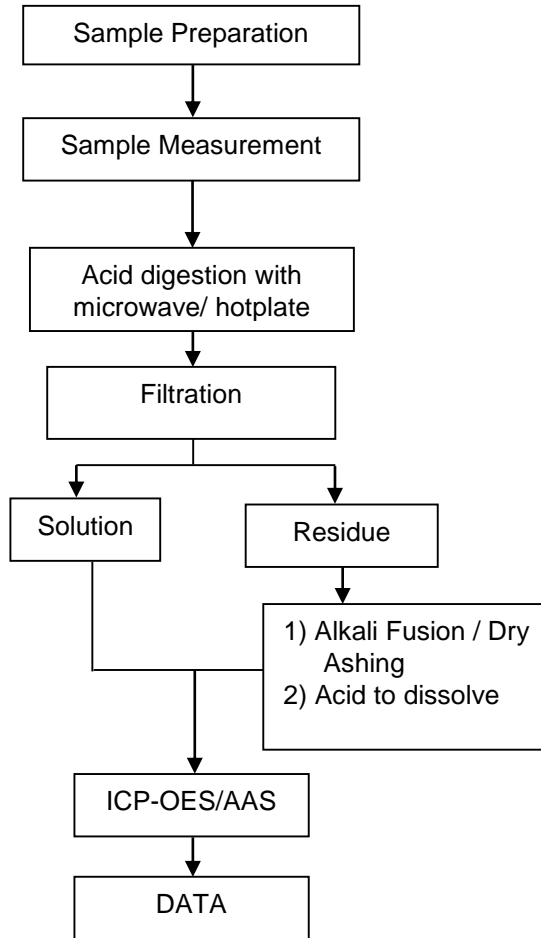 Sample Preparation
Sample Measurement
Acid digestion with
microwave/ hotplate
Filtration
Solution
Residue
1) Alkali Fusion / Dry
Ashing
2) Acid to dissolve
ICP-OES/AAS
DATA